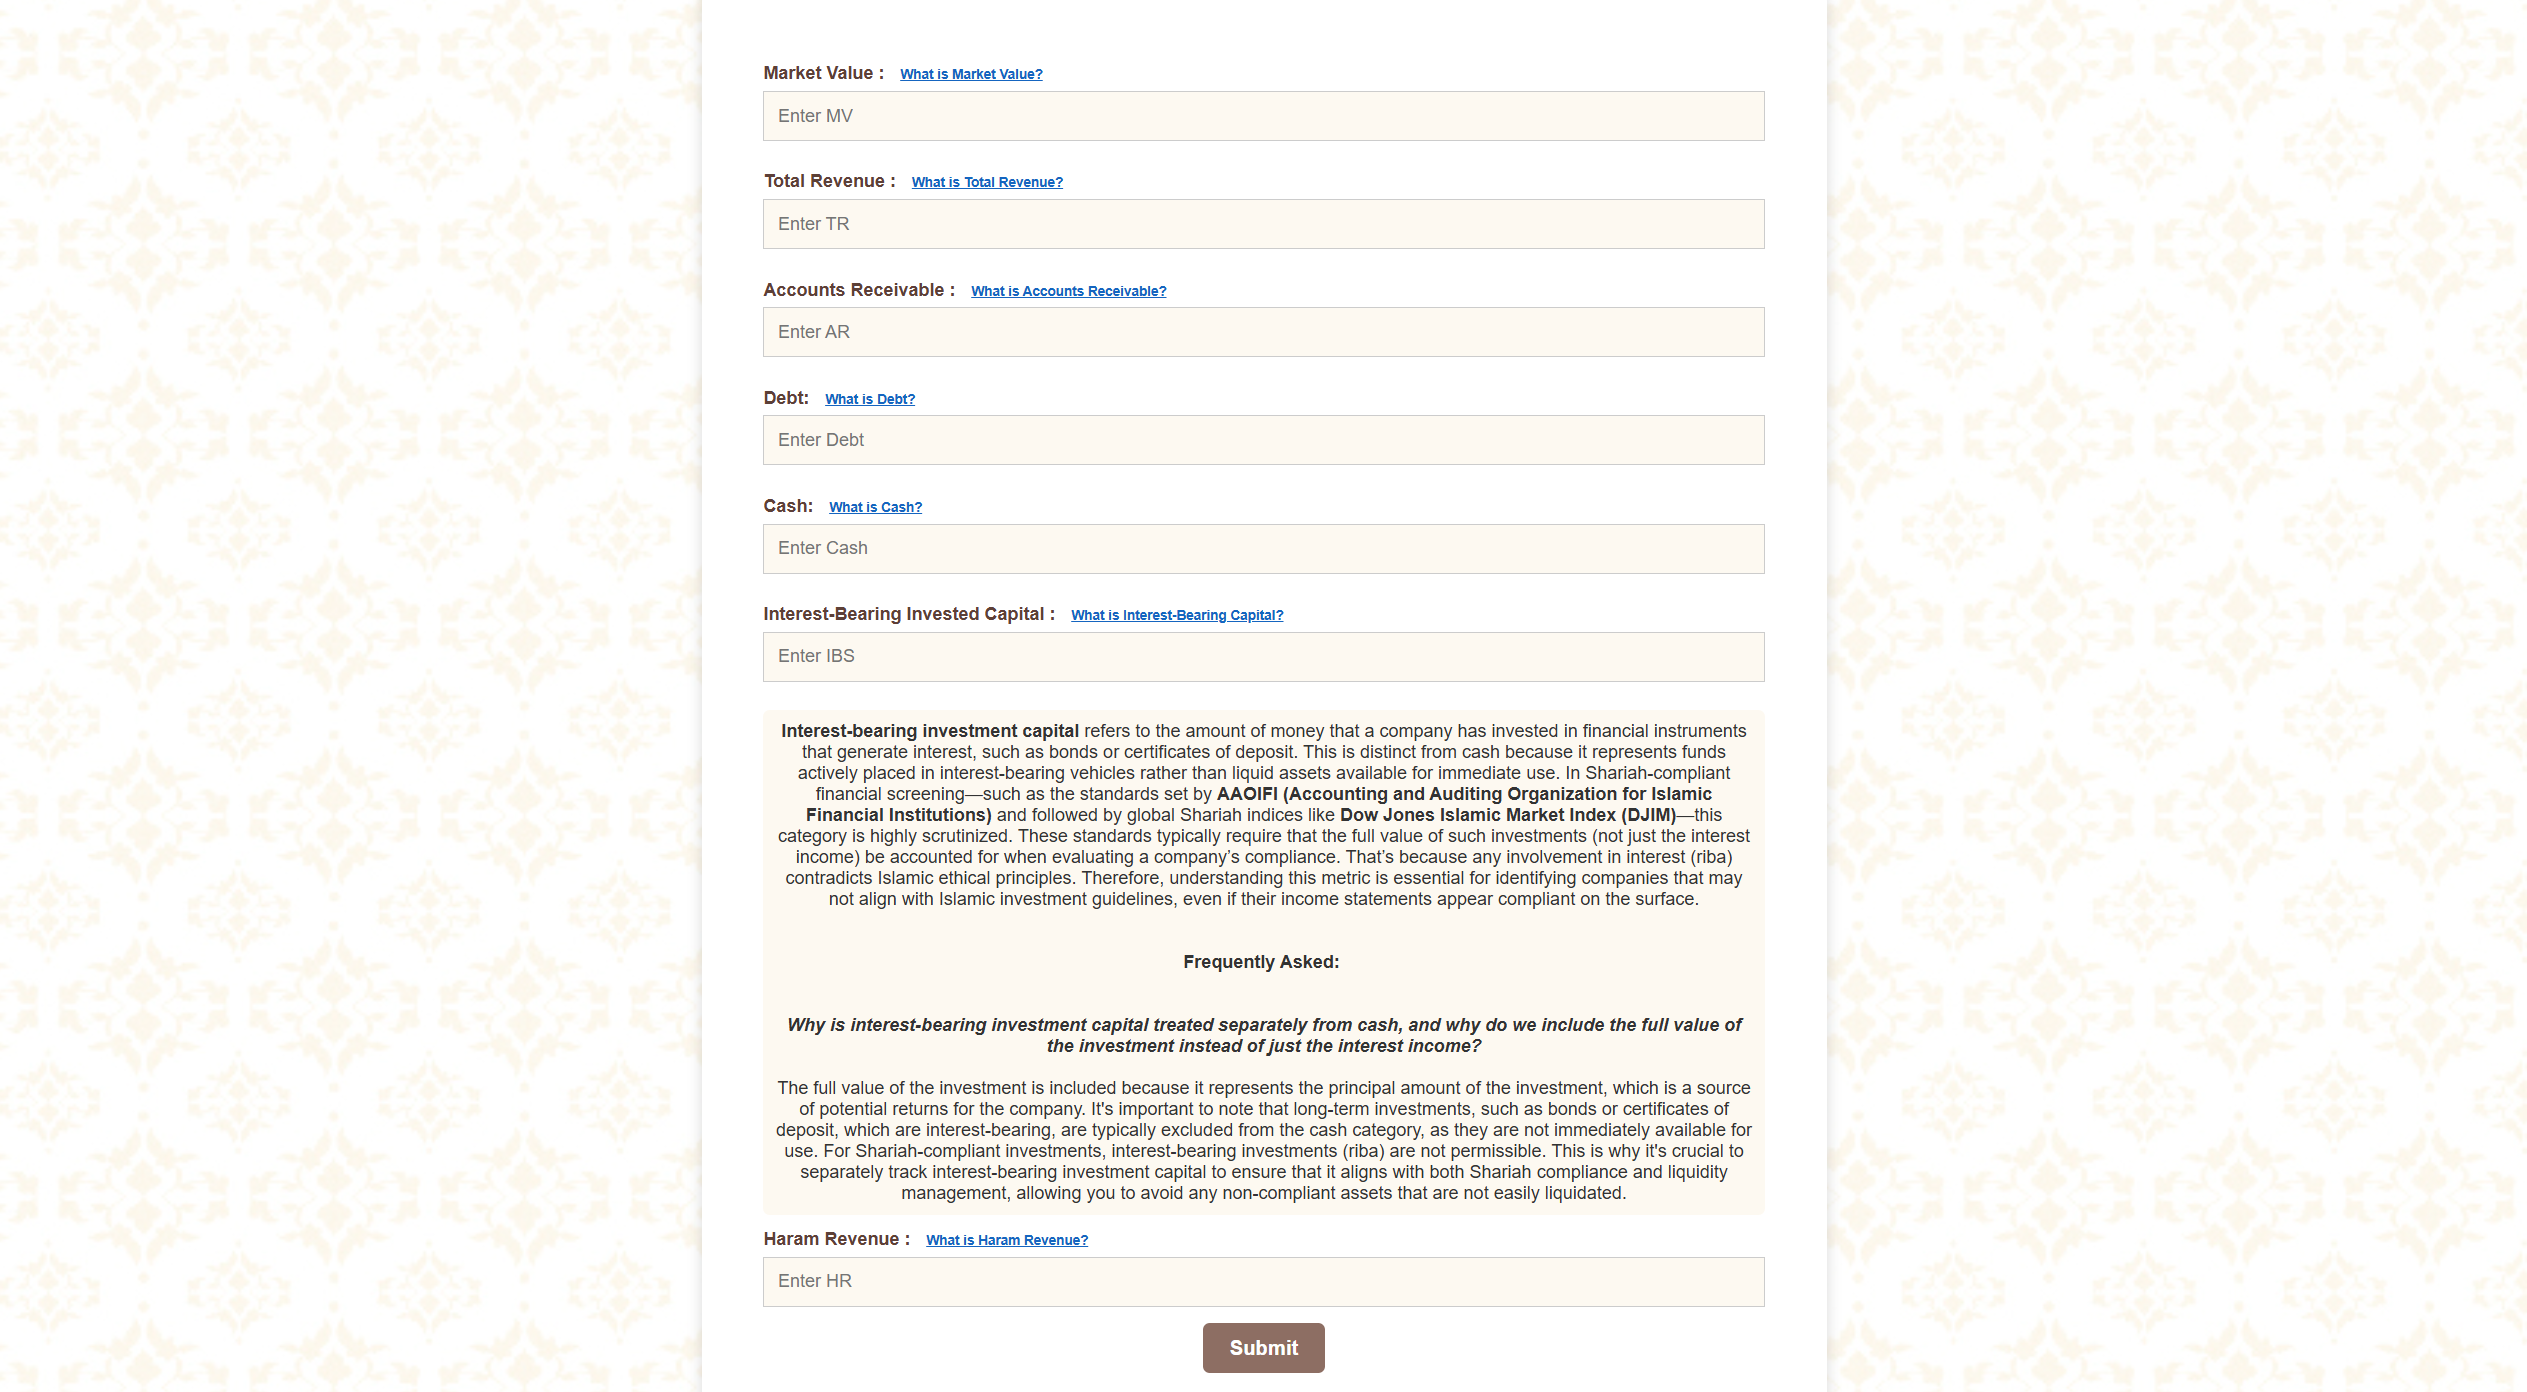 Market Value : What is Market Value?
Enter MV
Total Revenue : What is Total Revenue?
Enter TR
Accounts Receivable : What is Accounts Receivable?
Enter AR
Debt: What is Debt?
Enter Debt
Cash: What is Cash?
Enter Cash
Interest-Bearing Invested Capital : What is Interest-Bearing Capital?
Enter IBS
Interest-bearing investment capital refers to the amount of money that a company has invested in financial instruments
that generate interest, such as bonds or certificates of deposit. This is distinct from cash because it represents funds
actively placed in interest-bearing vehicles rather than liquid assets available for immediate use. In Shariah-compliant
financial screening—such as the standards set by AAOIFI (Accounting and Auditing Organization for Islamic
Financial Institutions) and followed by global Shariah indices like Dow Jones Islamic Market Index (DJIM)—this
category is highly scrutinized. These standards typically require that the full value of such investments (not just the interest
income) be accounted for when evaluating a company’s compliance. That’s because any involvement in interest (riba)
contradicts Islamic ethical principles. Therefore, understanding this metric is essential for identifying companies that may
not align with Islamic investment guidelines, even if their income statements appear compliant on the surface.
Frequently Asked:
Why is interest-bearing investment capital treated separately from cash, and why do we include the full value of
the investment instead of just the interest income?
The full value of the investment is included because it represents the principal amount of the investment, which is a source
of potential returns for the company. It's important to note that long-term investments, such as bonds or certificates of
deposit, which are interest-bearing, are typically excluded from the cash category, as they are not immediately available for
use. For Shariah-compliant investments, interest-bearing investments (riba) are not permissible. This is why it's crucial to
separately track interest-bearing investment capital to ensure that it aligns with both Shariah compliance and liquidity
management, allowing you to avoid any non-compliant assets that are not easily liquidated.
Haram Revenue : What is Haram Revenue?
Enter HR
Submit